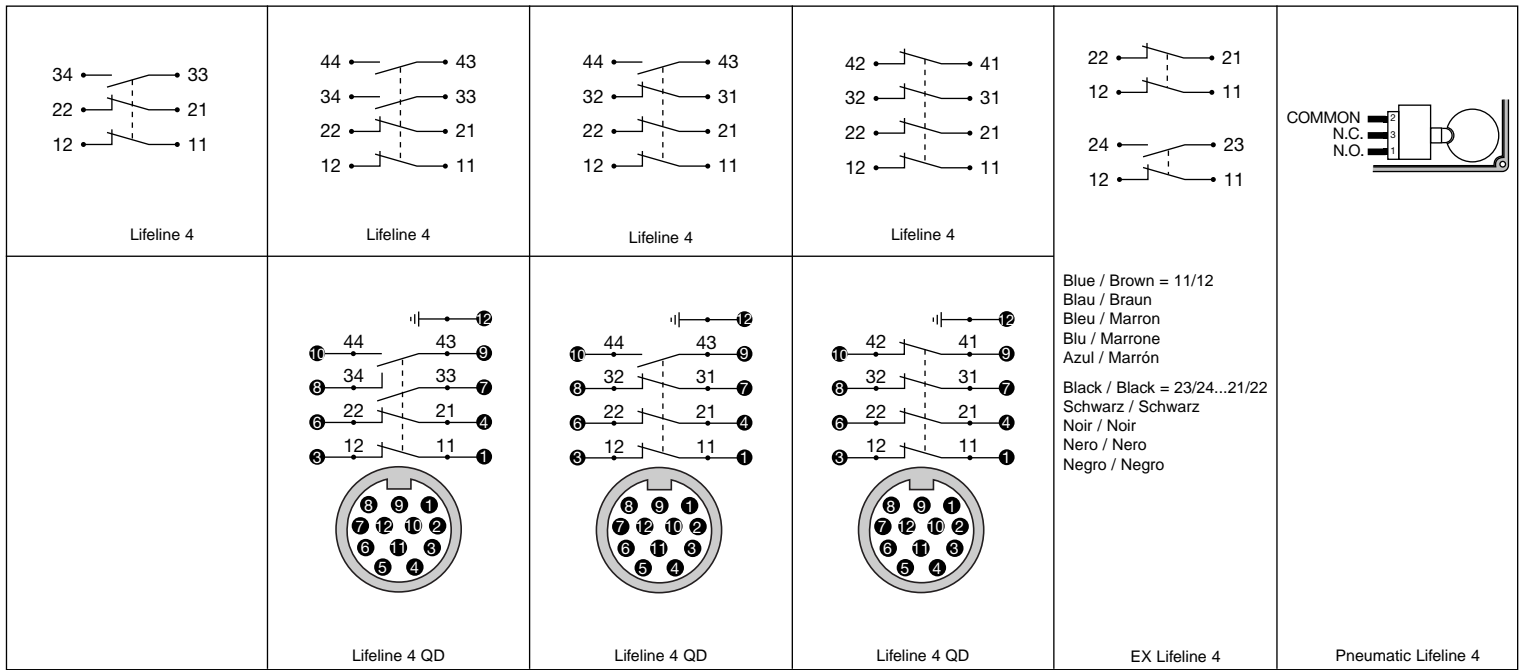 34 33
22 21
12 11
Lifeline 4
44 43
34 33
22 21
12 11
Lifeline 4
44 43
32 31
22 21
12 11
Lifeline 4
42 41
32 31
22 21
12 11
Lifeline 4
22 21
12 11
24 23
12 11
COMMON 2
N.C. 3
N.O. 1
12
10 44 43 9
8 34 33 7
6 22 21 4
3 12 11 1
8 9 1
7 12 10 2
6 11 3
5 4
Lifeline 4 QD
12
10 44 43 9
8 32 31 7
6 22 21 4
3 12 11 1
8 9 1
7 12 10 2
6 11 3
5 4
Lifeline 4 QD
12
10 42 41 9
8 32 31 7
6 22 21 4
3 12 11 1
8 9 1
7 12 10 2
6 11 3
5 4
Lifeline 4 QD
Blue / Brown = 11/12
Blau / Braun
Bleu / Marron
Blu / Marrone
Azul / Marrón
Black / Black = 23/24...21/22
Schwarz / Schwarz
Noir / Noir
Nero / Nero
Negro / Negro
EX Lifeline 4
Pneumatic Lifeline 4